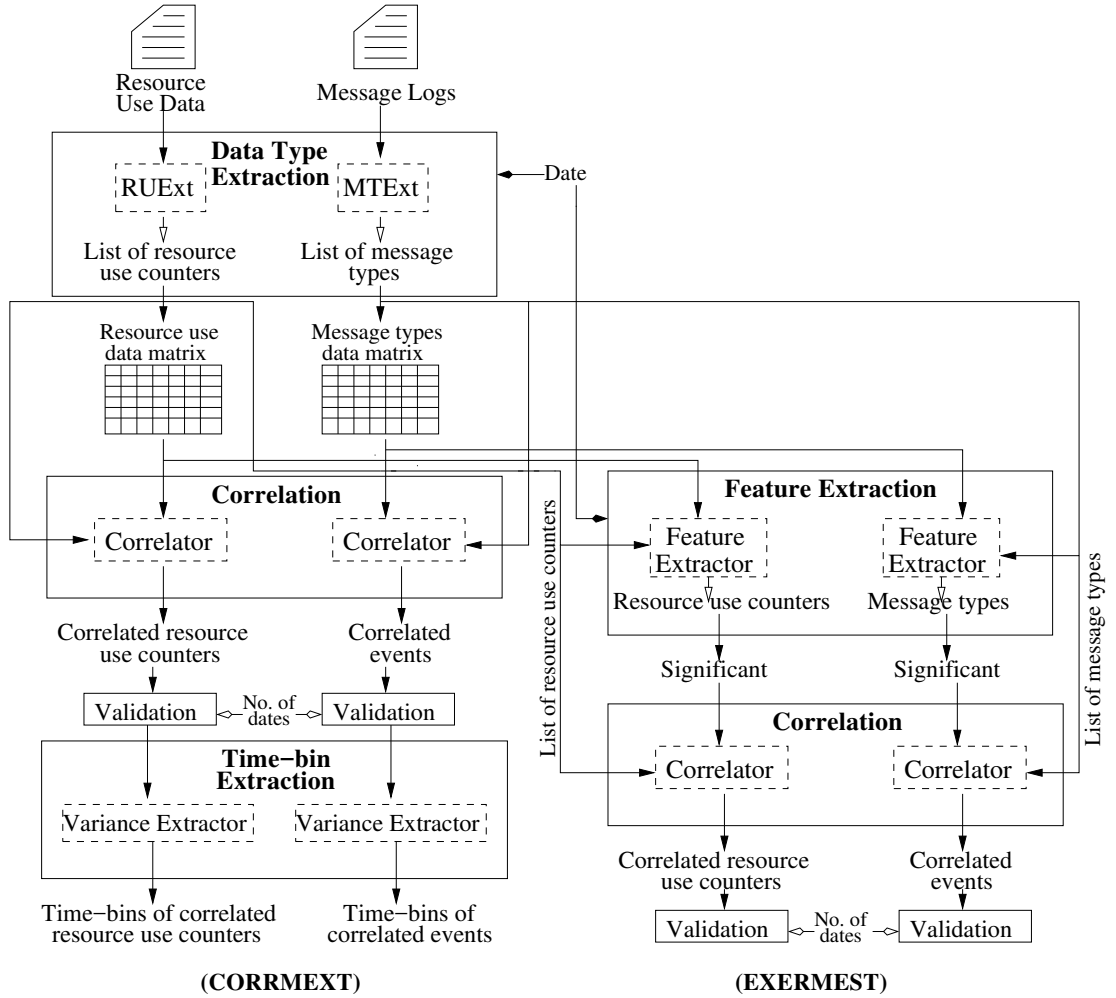 Resource
Use Data
Message Logs
Data Type
Extraction
RUExt
MTExt
Date
List of resource
use counters
List of message
types
Resource use
data matrix
Message types
data matrix
Correlation
Correlator
Correlator
Feature Extraction
Feature
Extractor
Feature
Extractor
Resource use counters
Message types
List of resource use counters
List of message types
Correlated resource
use counters
Correlated
events
Significant
Significant
Validation
No. of
dates
Validation
Correlation
Correlator
Correlator
Time−bin
Extraction
Variance Extractor
Variance Extractor
Correlated resource
use counters
Correlated
events
Time−bins of correlated
resource use counters
Time−bins of
correlated events
Validation
No. of
dates
Validation
(CORRMEXT)
(EXERMEST)